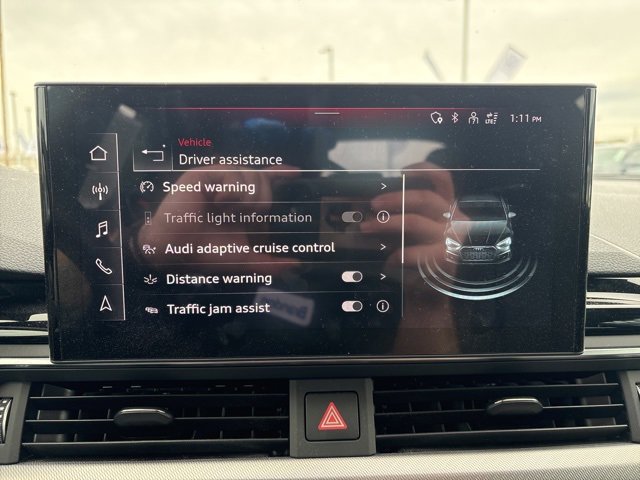 LTE 1:11 PM
Vehicle
Driver assistance
Speed warning
Traffic light information
Audi adaptive cruise control
Distance warning
Traffic jam assist